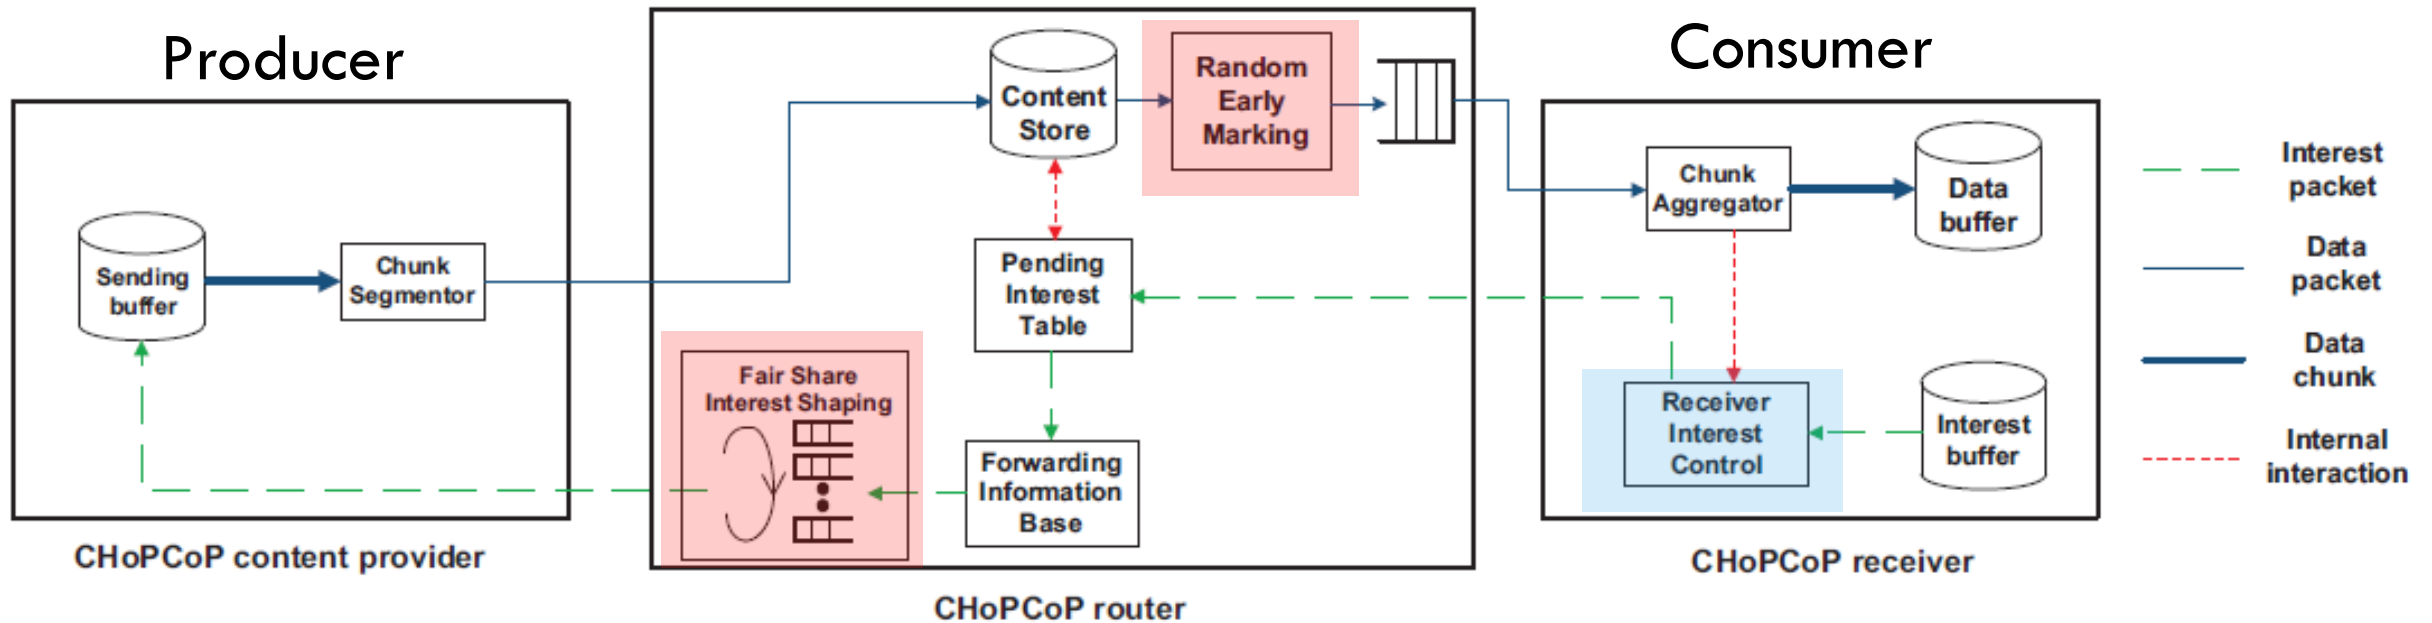 Producer
Sending
buffer
Chunk
Segmentor
CHoPCoP content provider
Content
Store
Random
Early
Marking
Pending
Interest
Table
Fair Share
Interest Shaping
Forwarding
Information
Base
CHoPCoP router
Consumer
Chunk
Aggregator
Data
buffer
Receiver
Interest
Control
Interest
buffer
CHoPCoP receiver
Interest
packet
Data
packet
Data
chunk
Internal
interaction